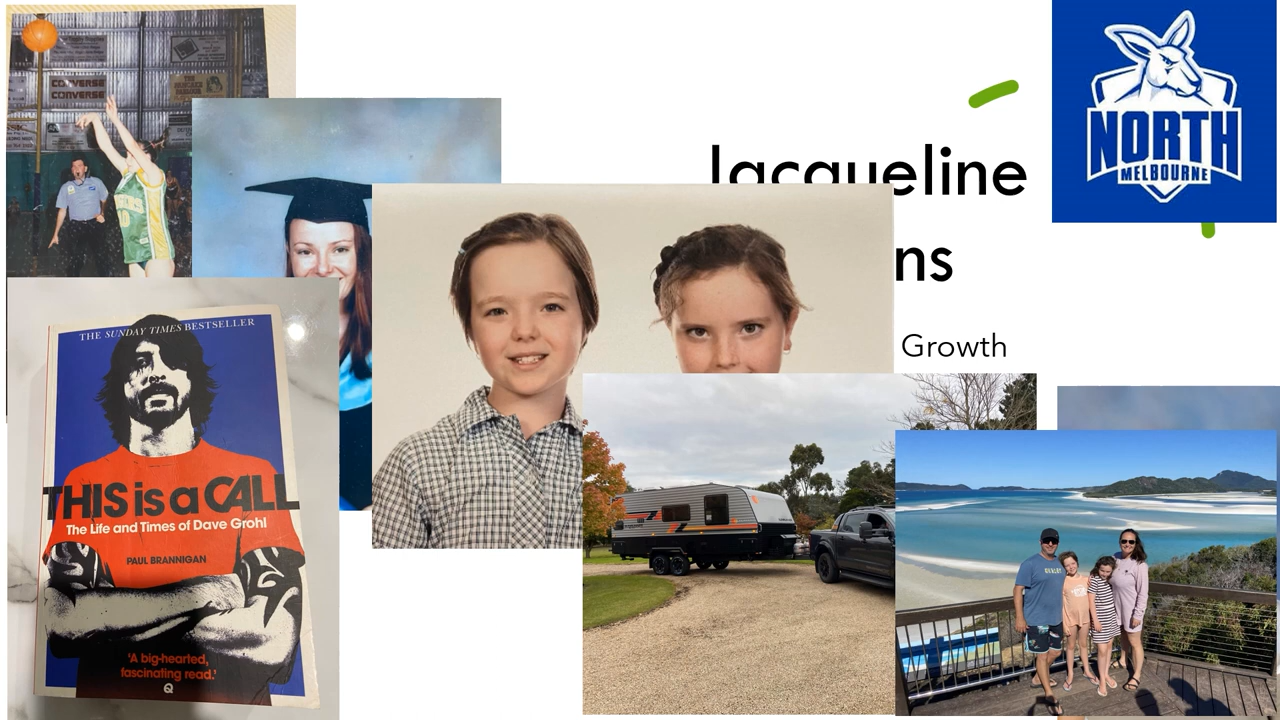 CONVERSE
CONVERSE
Jacqueline
ns
Growth
NORTH
MELBOURNE
THE SUNDAY TIMES BESTSELLER
THIS is a CALL
The Life and Times of Dave Grohl
PAUL BRANNIGAN
'A big-hearted,
fascinating read.'
Q